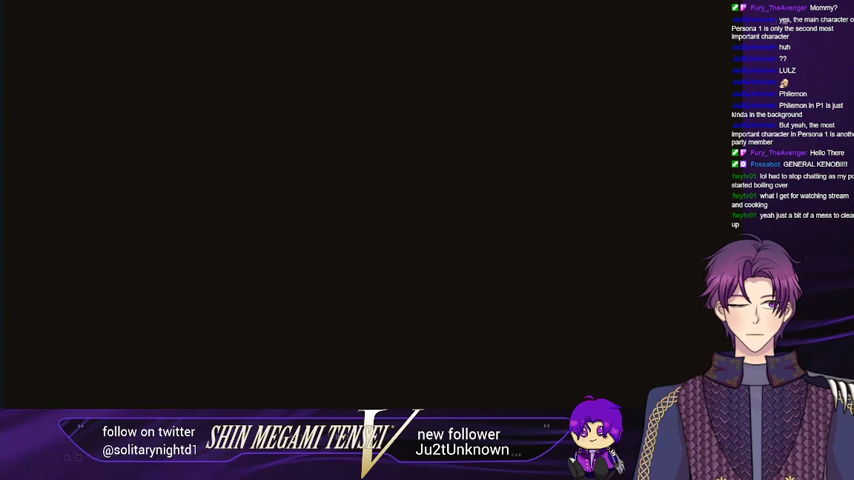 Fury_TheAvenger Mommy?
yes, the main character o
Persona 1 is only the second most
important character
huh
??
LULZ
Philemon
Philemon in P1 is just
kinda in the background
But yeah, the most
important character in Persona 1 is anoth
party member
Fury_TheAvenger Hello There
Possabot GENERAL KENOBI!!!
twytv01 lol had to stop chatting as my po
started boiling over
twytv01 what I get for watching stream
and cooking
twytv01 yeah just a bit of a mess to clea
up
follow on twitter
@solitarynightd1
SHIN MEGAMI TENSEI V
new follower
Ju2tUnknown